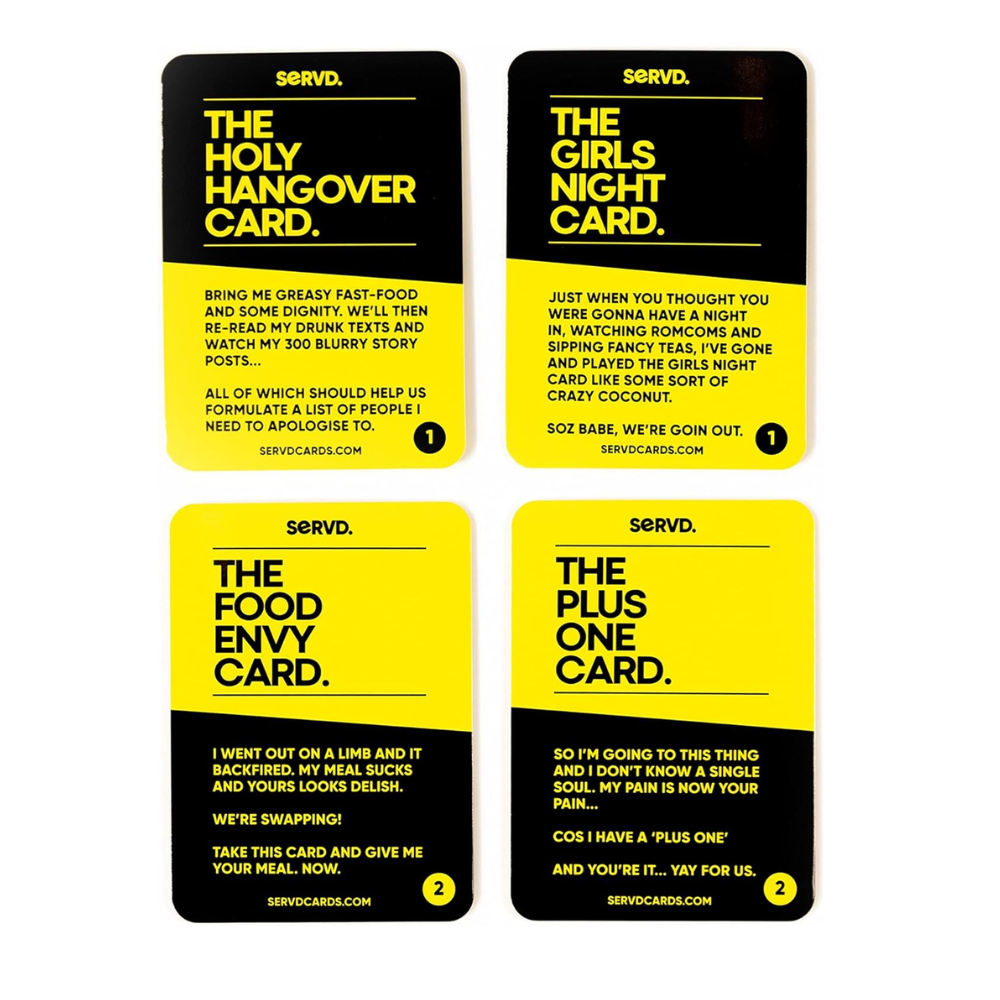 SeRVD.
THE
HOLY
HANGOVER
CARD.
BRING ME GREASY FAST-FOOD
AND SOME DIGNITY. WE'LL THEN
RE-READ MY DRUNK TEXTS AND
WATCH MY 300 BLURRY STORY
POSTS...
ALL OF WHICH SHOULD HELP US
FORMULATE A LIST OF PEOPLE I
NEED TO APOLOGISE TO.
1
SERVDCARDS.COM
SeRVD.
THE
GIRLS
NIGHT
CARD.
JUST WHEN YOU THOUGHT YOU
WERE GONNA HAVE A NIGHT
IN, WATCHING ROMCOMS AND
SIPPING FANCY TEAS, I'VE GONE
AND PLAYED THE GIRLS NIGHT
CARD LIKE SOME SORT OF
CRAZY COCONUT.
SOZ BABE, WE'RE GOIN OUT.
1
SERVDCARDS.COM
SeRVD.
THE
FOOD
ENVY
CARD.
I WENT OUT ON A LIMB AND IT
BACKFIRED. MY MEAL SUCKS
AND YOURS LOOKS DELISH.
WE'RE SWAPPING!
TAKE THIS CARD AND GIVE ME
YOUR MEAL. NOW.
2
SERVDCARDS.COM
SeRVD.
THE
PLUS
ONE
CARD.
SO I'M GOING TO THIS THING
AND I DON'T KNOW A SINGLE
SOUL. MY PAIN IS NOW YOUR
PAIN...
COS I HAVE A 'PLUS ONE'
AND YOU'RE IT... YAY FOR US.
2
SERVDCARDS.COM